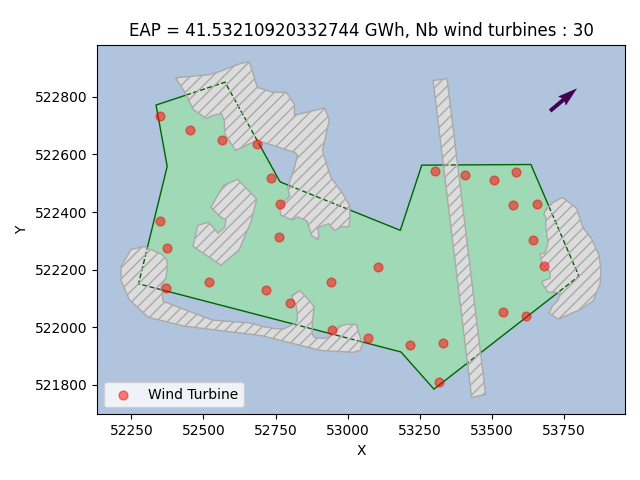 EAP = 41.53210920332744 GWh, Nb wind turbines : 30
522800
522600
522400
522200
522000
521800
Y
Wind Turbine
52250 52500 52750 53000 53250 53500 53750
X